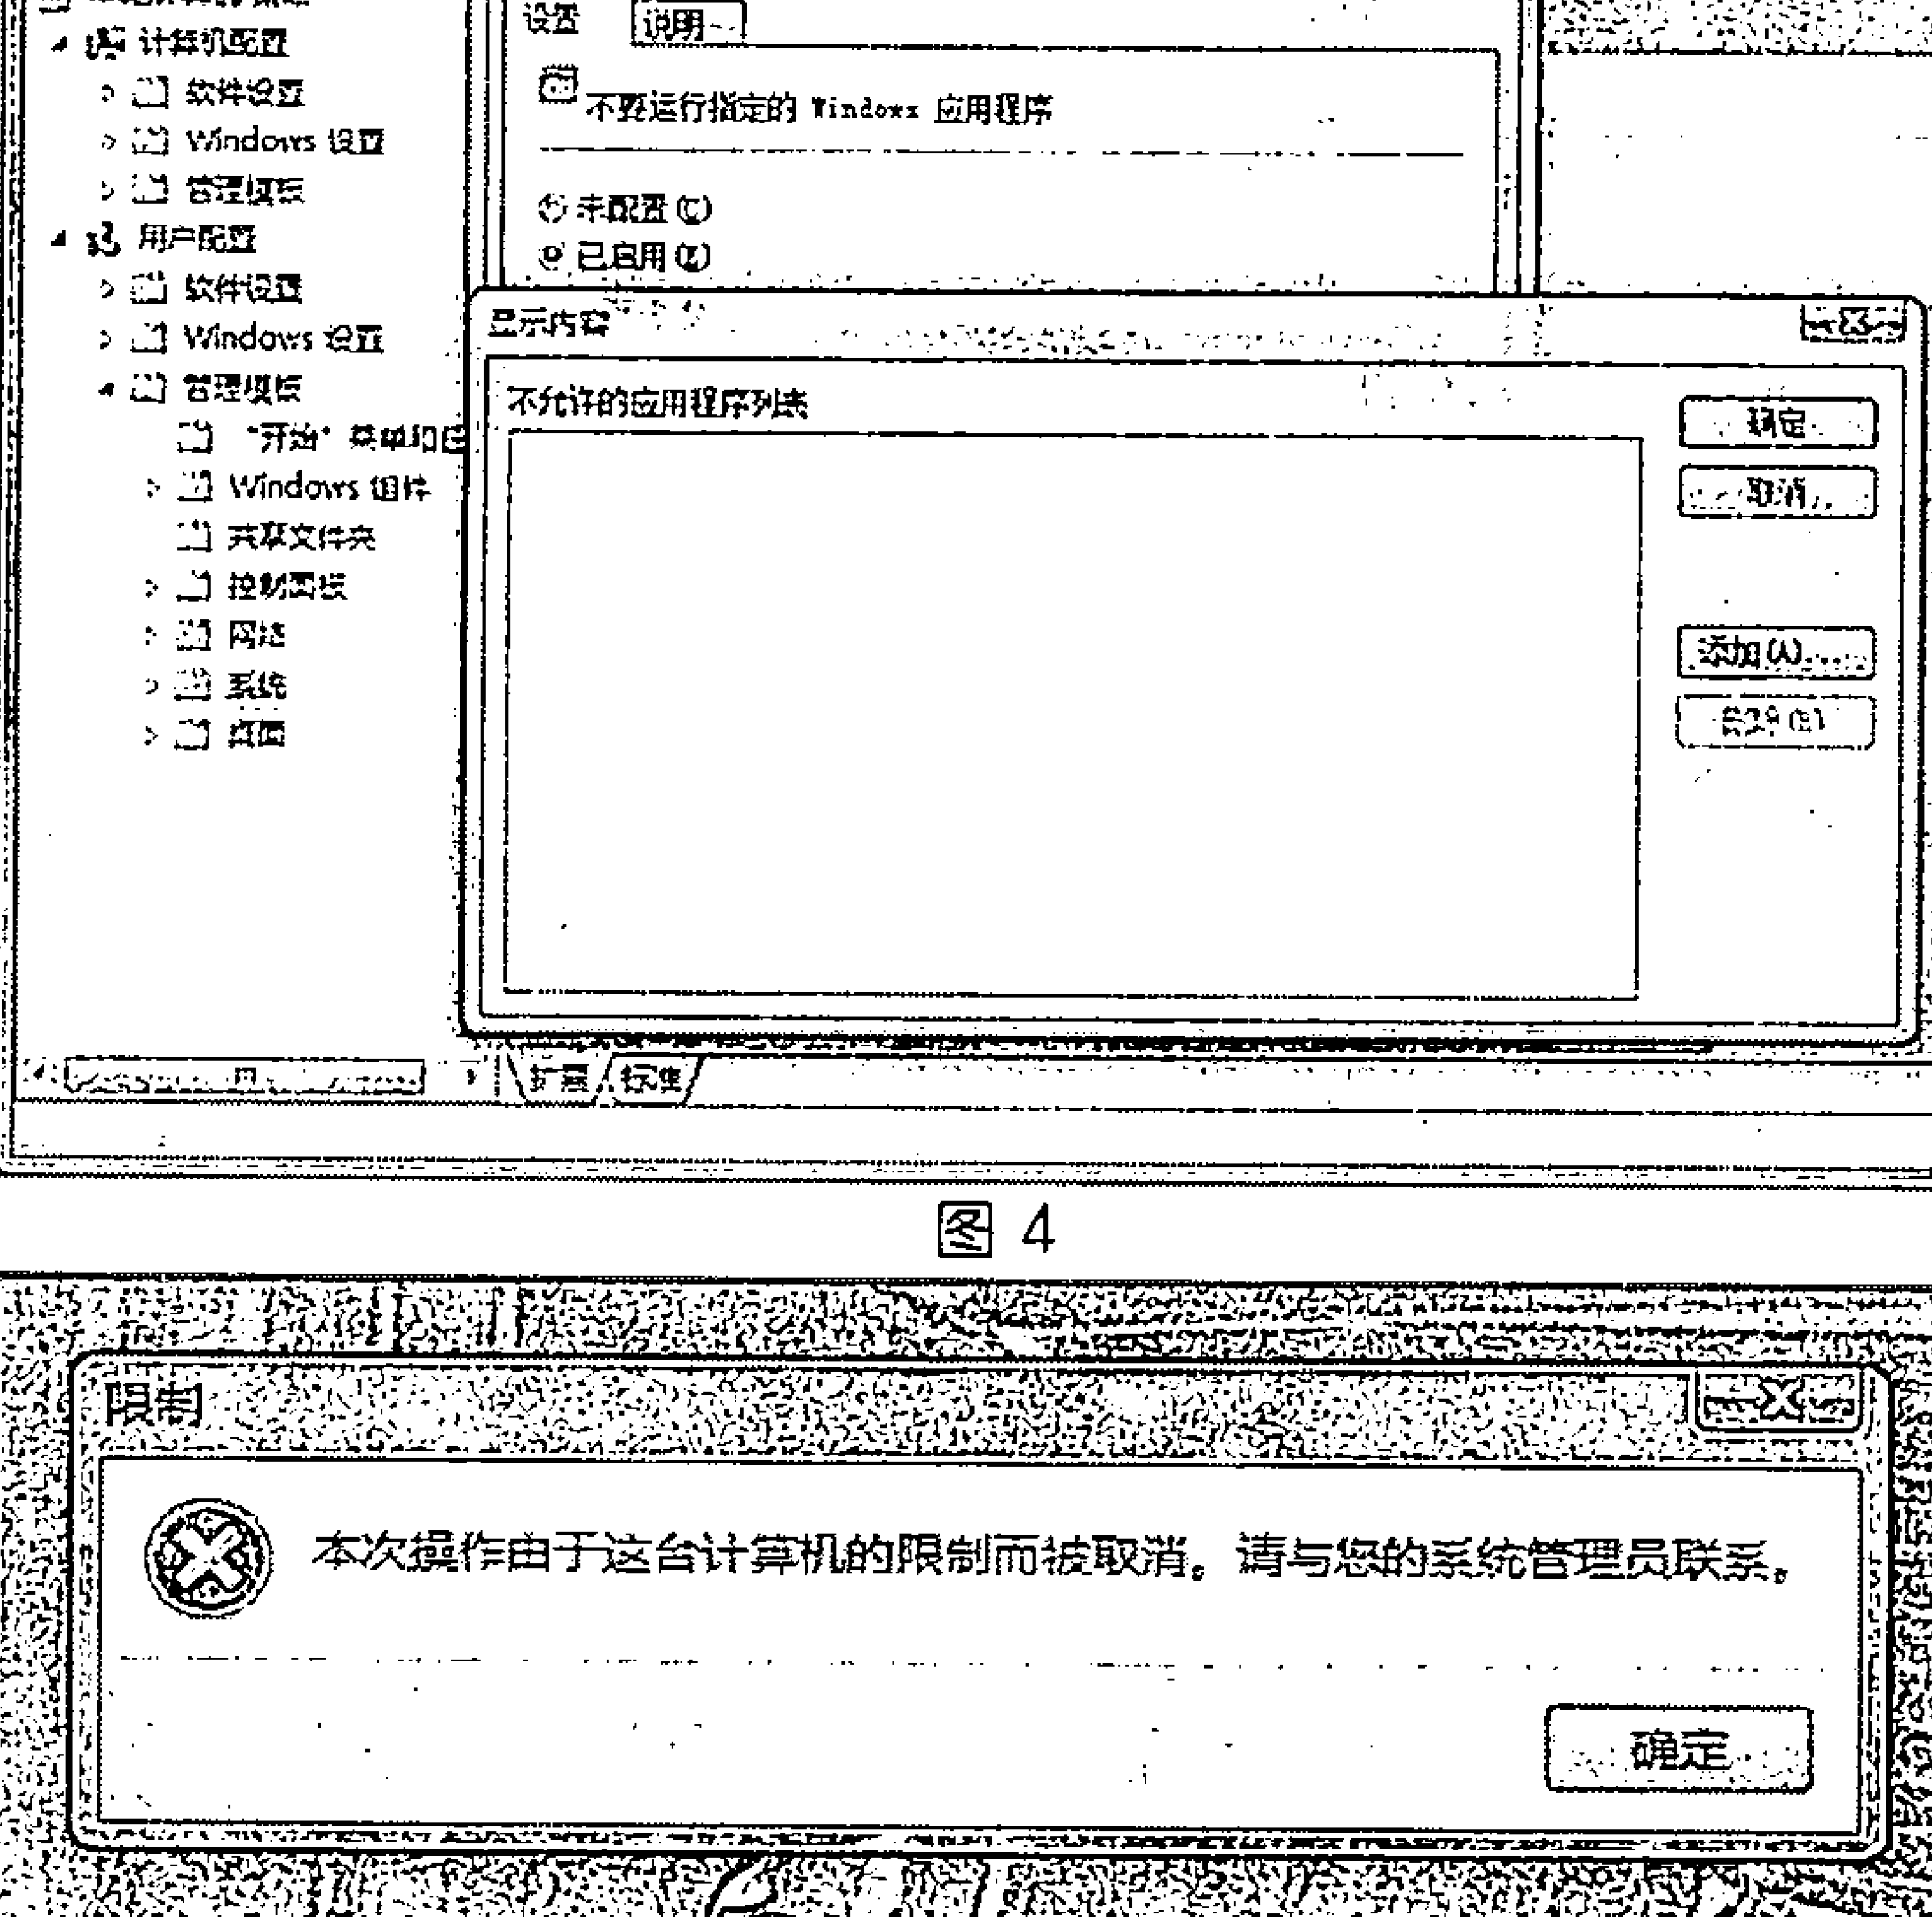 计算机配置
软件设置
Windows 设置
管理模板
用户配置
软件设置
Windows 设置
管理模板
"开始"菜单和任
Windows 组件
共享文件夹
控制面板
网络
系统
桌面
设置
说明
不要运行指定的 Windows 应用程序
未配置(C)
已启用(E)
显示内容
不允许的应用程序列表
确定
取消
添加(A)...
扩展
标准
图 4
限制
本次操作由于这台计算机的限制而被取消。请与您的系统管理员联系。
确定